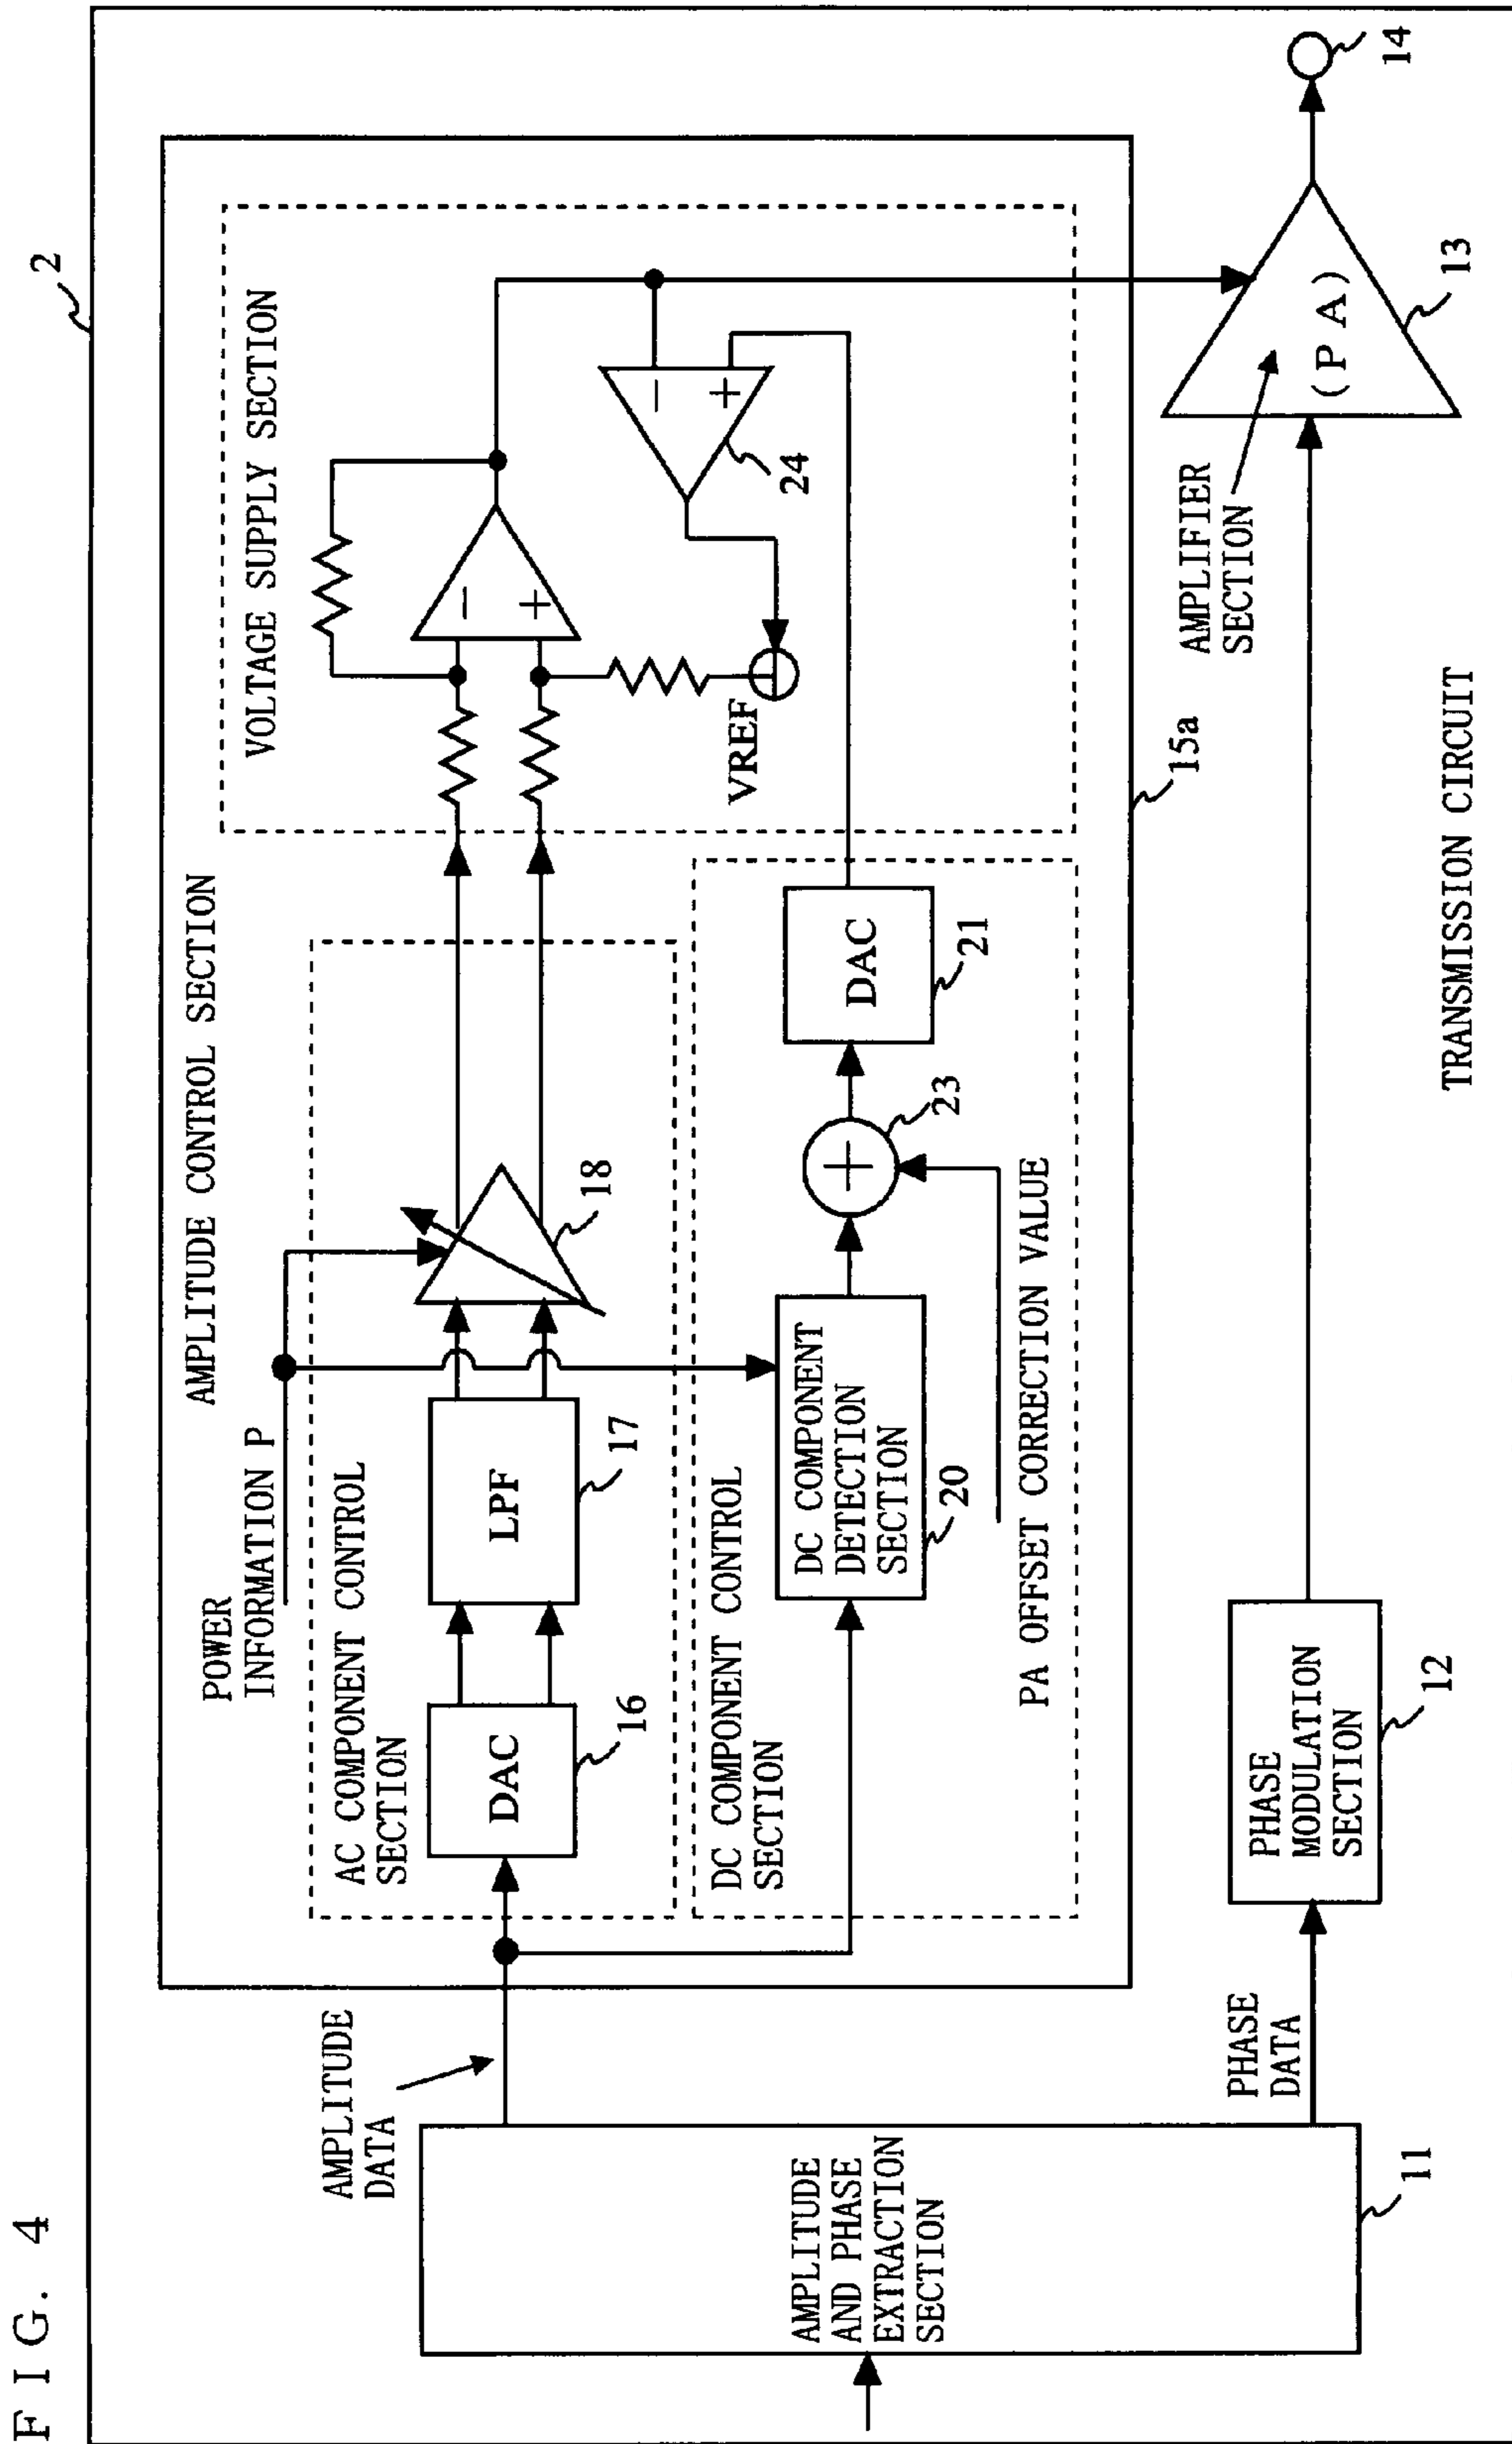 FIG. 4
2
AMPLITUDE CONTROL SECTION
POWER
INFORMATION P
VOLTAGE SUPPLY SECTION
AC COMPONENT CONTROL
SECTION
AMPLITUDE
DATA
DAC
16
LPF
17
18
-
+
-
+
24
VREF
DC COMPONENT CONTROL
SECTION
DC COMPONENT
DETECTION
SECTION
20
+
23
DAC
21
PA OFFSET CORRECTION VALUE
15a
AMPLITUDE
AND PHASE
EXTRACTION
SECTION
11
PHASE
DATA
PHASE
MODULATION
SECTION
12
AMPLIFIER
SECTION
(PA)
13
14
TRANSMISSION CIRCUIT